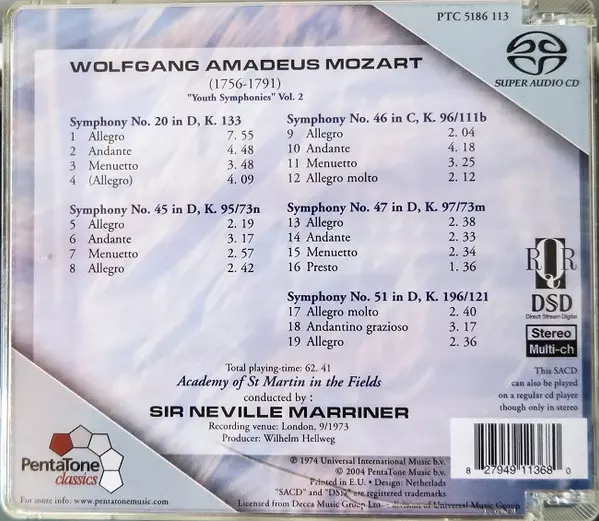 PTC 5186 113
SUPER AUDIO CD
WOLFGANG AMADEUS MOZART
(1756-1791)
"Youth Symphonies" Vol. 2
Symphony No. 20 in D, K. 133
1 Allegro 7. 55
2 Andante 4. 48
3 Menuetto 3. 48
4 (Allegro) 4. 09
Symphony No. 45 in D, K. 95/73n
5 Allegro 2. 19
6 Andante 3. 17
7 Menuetto 2. 57
8 Allegro 2. 42
Symphony No. 46 in C, K. 96/111b
9 Allegro 2. 04
10 Andante 4. 18
11 Menuetto 3. 25
12 Allegro molto 2. 12
Symphony No. 47 in D, K. 97/73m
13 Allegro 2. 38
14 Andante 2. 33
15 Menuetto 2. 34
16 Presto 1. 36
Symphony No. 51 in D, K. 196/121
17 Allegro molto 2. 40
18 Andantino grazioso 3. 17
19 Allegro 2. 36
RQR
DSD
Direct Stream Digital
Stereo
Multi-ch
This SACD
can also be played
on a regular cd player
though only in stereo
Total playing-time: 62. 41
Academy of St Martin in the Fields
conducted by :
SIR NEVILLE MARRINER
Recording venue: London, 9/1973
Producer: Wilhelm Hellweg
PentaTone
classics
For more info: www.pentatonemusic.com
℗ 1974 Universal International Music b.v.
© 2004 PentaTone Music b.v.
Printed in E.U. • Design: Netherlads
"SACD" and "DSD" are registered trademarks
Licensed from Decca Music Group Ltd - division of Universal Music Group
8 27949 11368 0